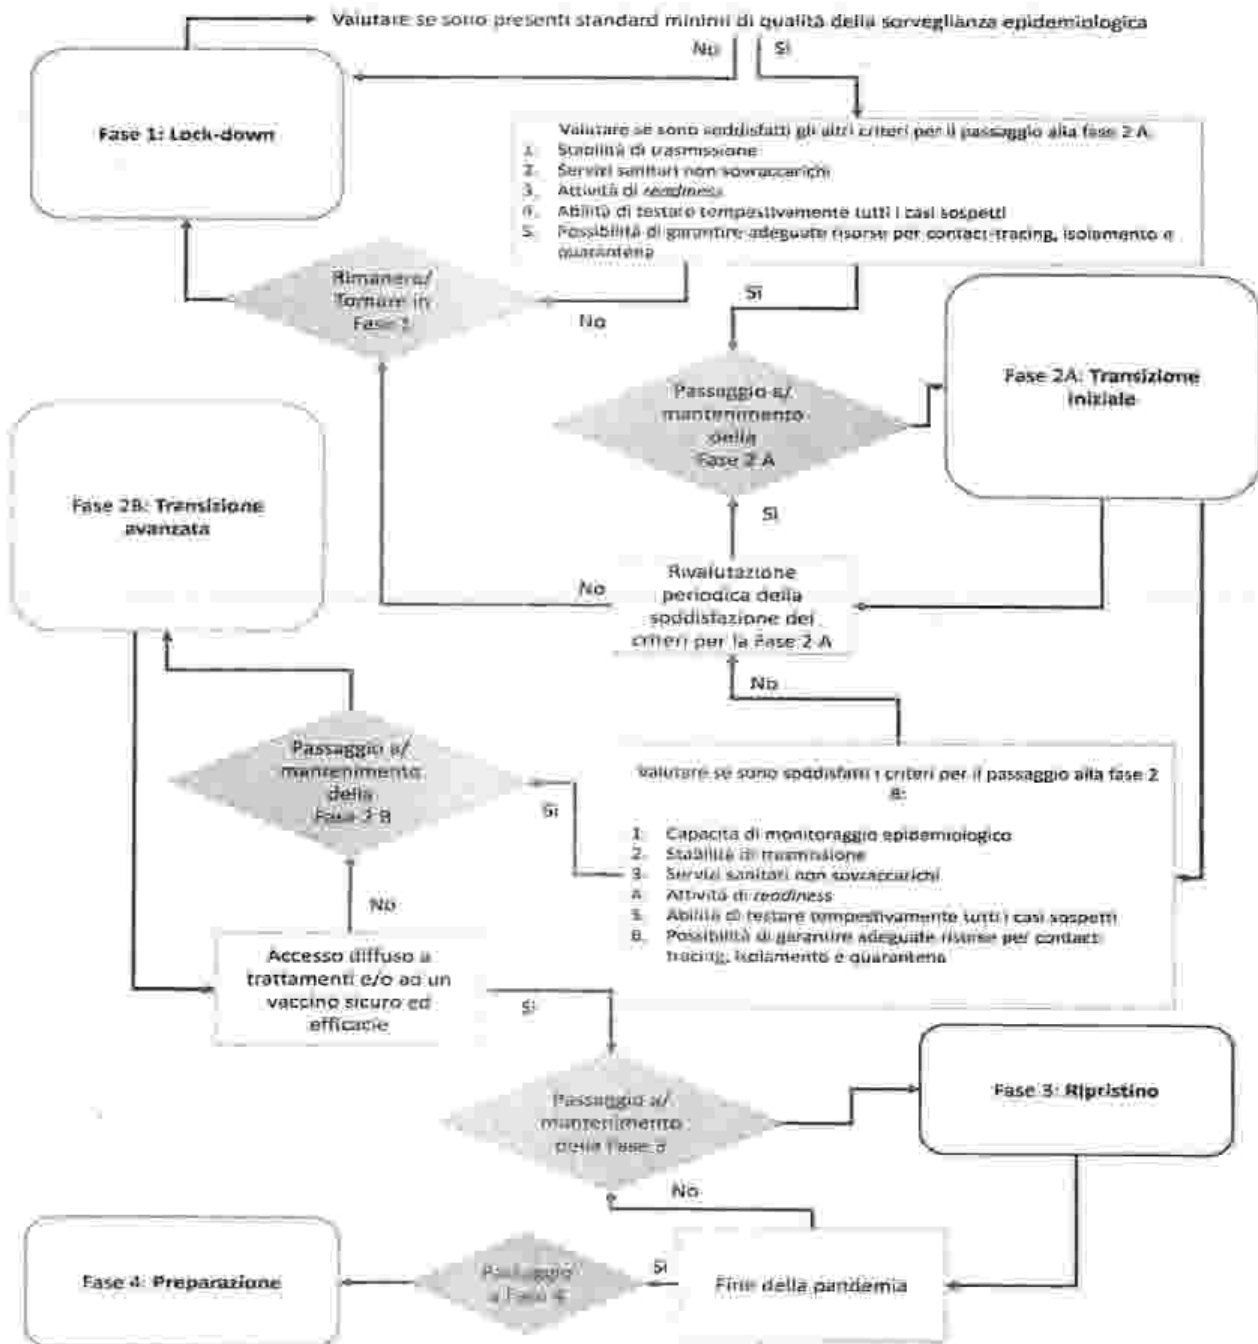 Valutare se sono presenti standard minimi di qualità della sorveglianza epidemiologica
No
Si
Fase 1: Lock-down
Valutare se sono soddisfatti gli altri criteri per il passaggio alla fase 2 A
1. Stabilità di trasmissione
2. Servizi sanitari non sovraccarichi
3. Attività di readiness
4. Abilità di testare tempestivamente tutti i casi sospetti
5. Possibilità di garantire adeguate risorse per contact-tracing, isolamento e
quarantena
Rimanere/
Tornare in
Fase 1
No
Si
Passaggio a/
mantenimento
della
Fase 2 A
Fase 2A: Transizione
iniziale
Fase 2B: Transizione
avanzata
Si
No
Rivalutazione
periodica della
soddisfazione dei
criteri per la Fase 2 A
No
Passaggio a/
mantenimento
della
Fase 2 B
Si
Valutare se sono soddisfatti i criteri per il passaggio alla fase 2
B:
1. Capacità di monitoraggio epidemiologico
2. Stabilità di trasmissione
3. Servizi sanitari non sovraccarichi
4. Attività di readiness
5. Abilità di testare tempestivamente tutti i casi sospetti
6. Possibilità di garantire adeguate risorse per contact-
tracing, isolamento e quarantena
No
Accesso diffuso a
trattamenti e/o ad un
vaccino sicuro ed
efficacie
Si
Passaggio a/
mantenimento
della Fase 3
Fase 3: Ripristino
No
Fase 4: Preparazione
Passaggio
a Fase 4
Si
Fine della pandemia